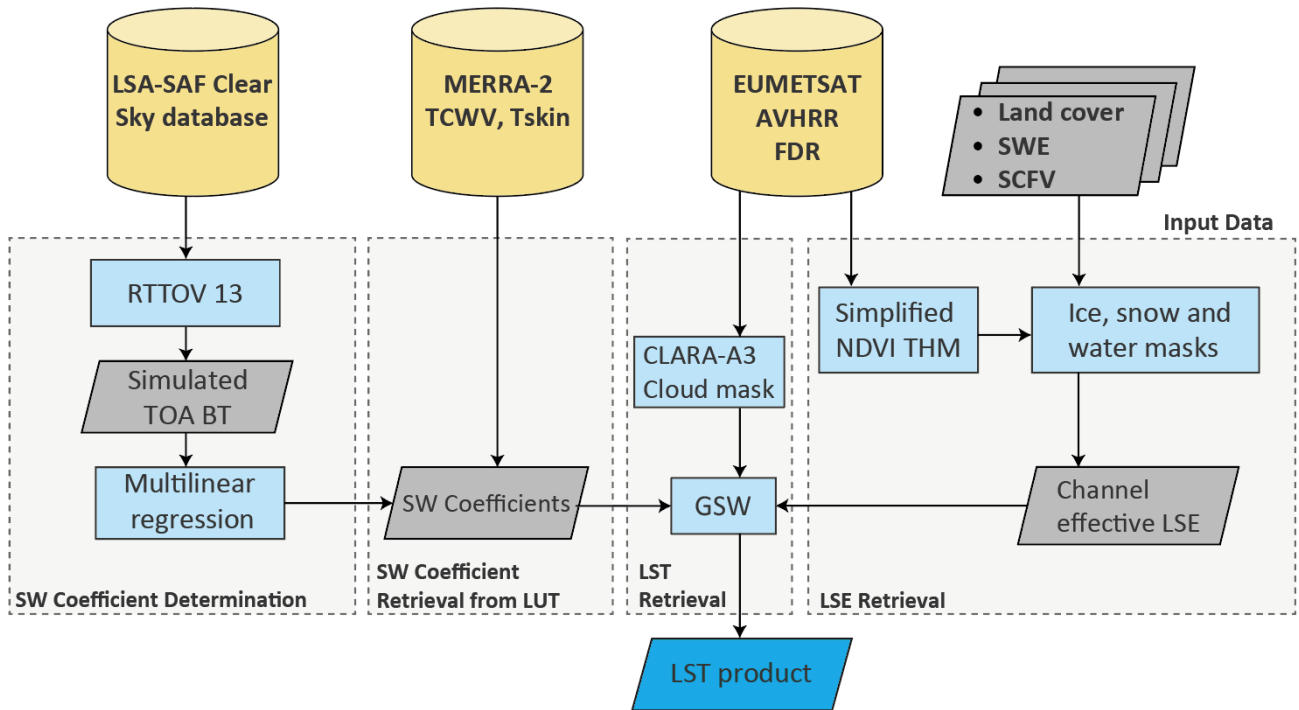 LSA-SAF Clear
Sky database
MERRA-2
TCWV, Tskin
EUMETSAT
AVHRR
FDR
• Land cover
• SWE
• SCFV
Input Data
RTTOV 13
Simulated
TOA BT
Multilinear
regression
SW Coefficient Determination
SW Coefficients
SW Coefficient
Retrieval from LUT
CLARA-A3
Cloud mask
GSW
LST
Retrieval
Simplified
NDVI THM
Ice, snow and
water masks
Channel
effective LSE
LSE Retrieval
LST product